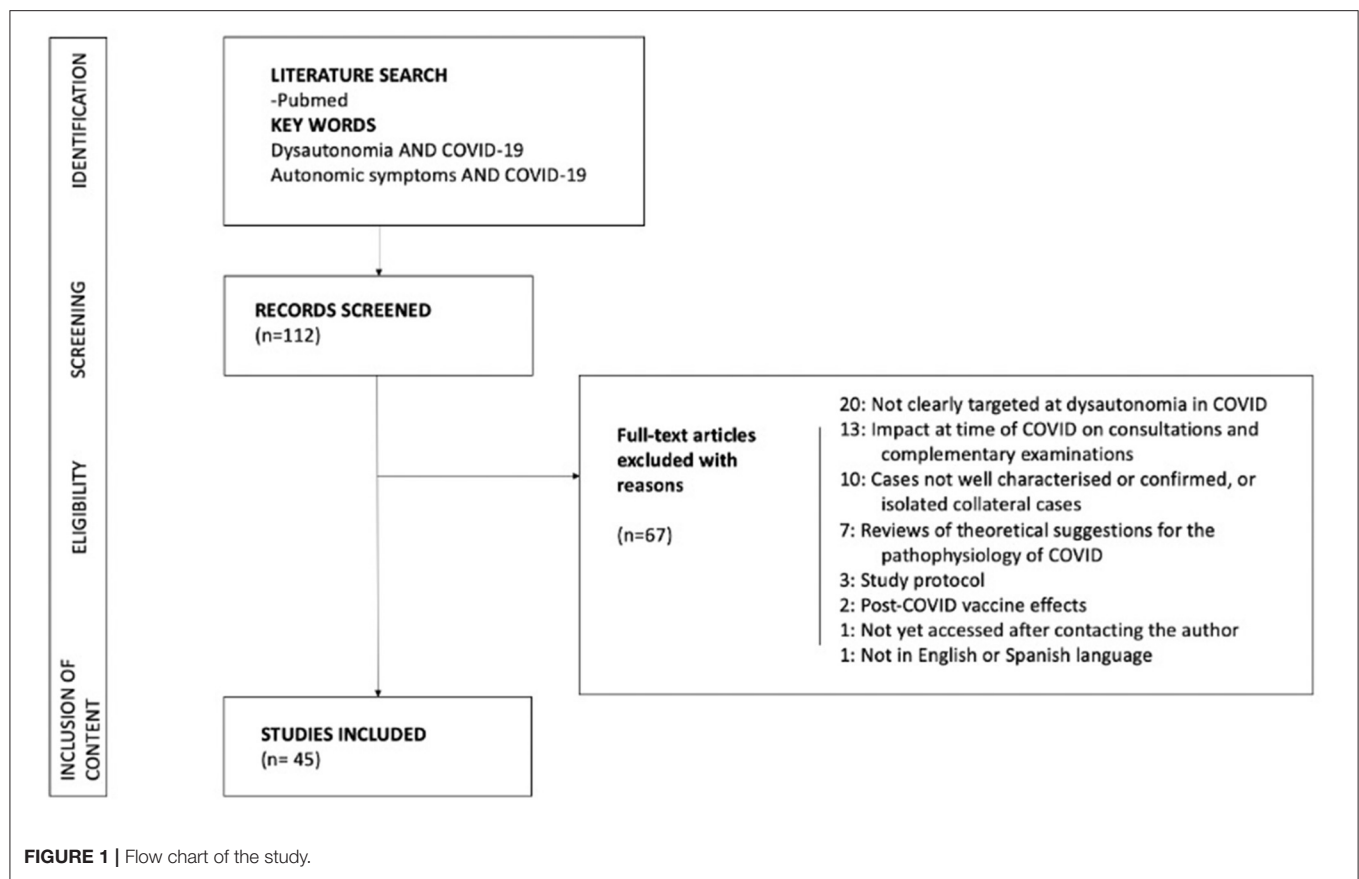 IDENTIFICATION
LITERATURE SEARCH
-Pubmed
KEY WORDS
Dysautonomia AND COVID-19
Autonomic symptoms AND COVID-19
SCREENING
RECORDS SCREENED
(n=112)
ELIGIBILITY
Full-text articles
excluded with
reasons
(n=67)
20: Not clearly targeted at dysautonomia in COVID
13: Impact at time of COVID on consultations and
complementary examinations
10: Cases not well characterised or confirmed, or
isolated collateral cases
7: Reviews of theoretical suggestions for the
pathophysiology of COVID
3: Study protocol
2: Post-COVID vaccine effects
1: Not yet accessed after contacting the author
1: Not in English or Spanish language
INCLUSION OF
CONTENT
STUDIES INCLUDED
(n= 45)
FIGURE 1 | Flow chart of the study.